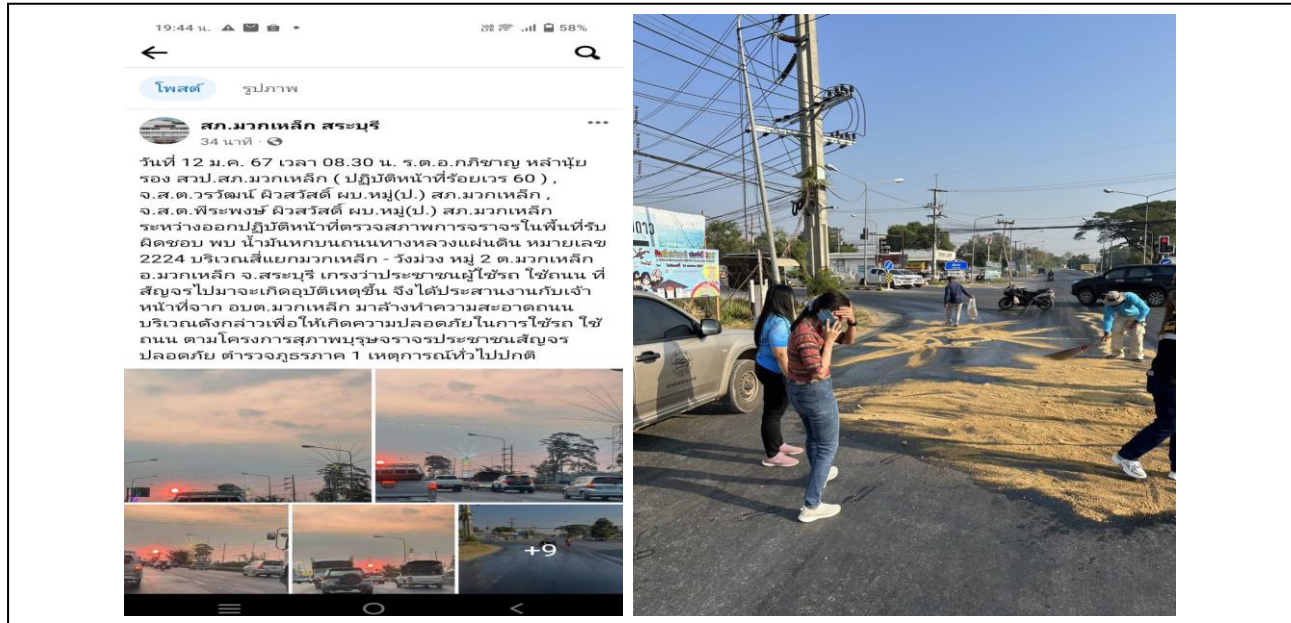 19:44 น.
58%
โพสต์ รูปภาพ
สภ.มวกเหล็ก สระบุรี
34 นาที ·
วันที่ 12 ม.ค. 67 เวลา 08.30 น. ร.ต.อ.กภิชาญ หลำนุ้ย
รอง สวป.สภ.มวกเหล็ก ( ปฏิบัติหน้าที่ร้อยเวร 60 ) ,
จ.ส.ต.วรวัฒน์ ผิวสวัสดิ์ ผบ.หมู่(ป.) สภ.มวกเหล็ก ,
จ.ส.ต.พีระพงษ์ ผิวสวัสดิ์ ผบ.หมู่(ป.) สภ.มวกเหล็ก
ระหว่างออกปฏิบัติหน้าที่ตรวจสภาพการจราจรในพื้นที่รับ
ผิดชอบ พบ น้ำมันหกบนถนนทางหลวงแผ่นดิน หมายเลข
2224 บริเวณสี่แยกมวกเหล็ก - วังม่วง หมู่ 2 ต.มวกเหล็ก
อ.มวกเหล็ก จ.สระบุรี เกรงว่าประชาชนผู้ใช้รถ ใช้ถนน ที่
สัญจรไปมาจะเกิดอุบัติเหตุขึ้น จึงได้ประสานงานกับเจ้า
หน้าที่จาก อบต.มวกเหล็ก มาล้างทำความสะอาดถนน
บริเวณดังกล่าวเพื่อให้เกิดความปลอดภัยในการใช้รถ ใช้
ถนน ตามโครงการสุภาพบุรุษจราจรประชาชนสัญจร
ปลอดภัย ตำรวจภูธรภาค 1 เหตุการณ์ทั่วไปปกติ
+9